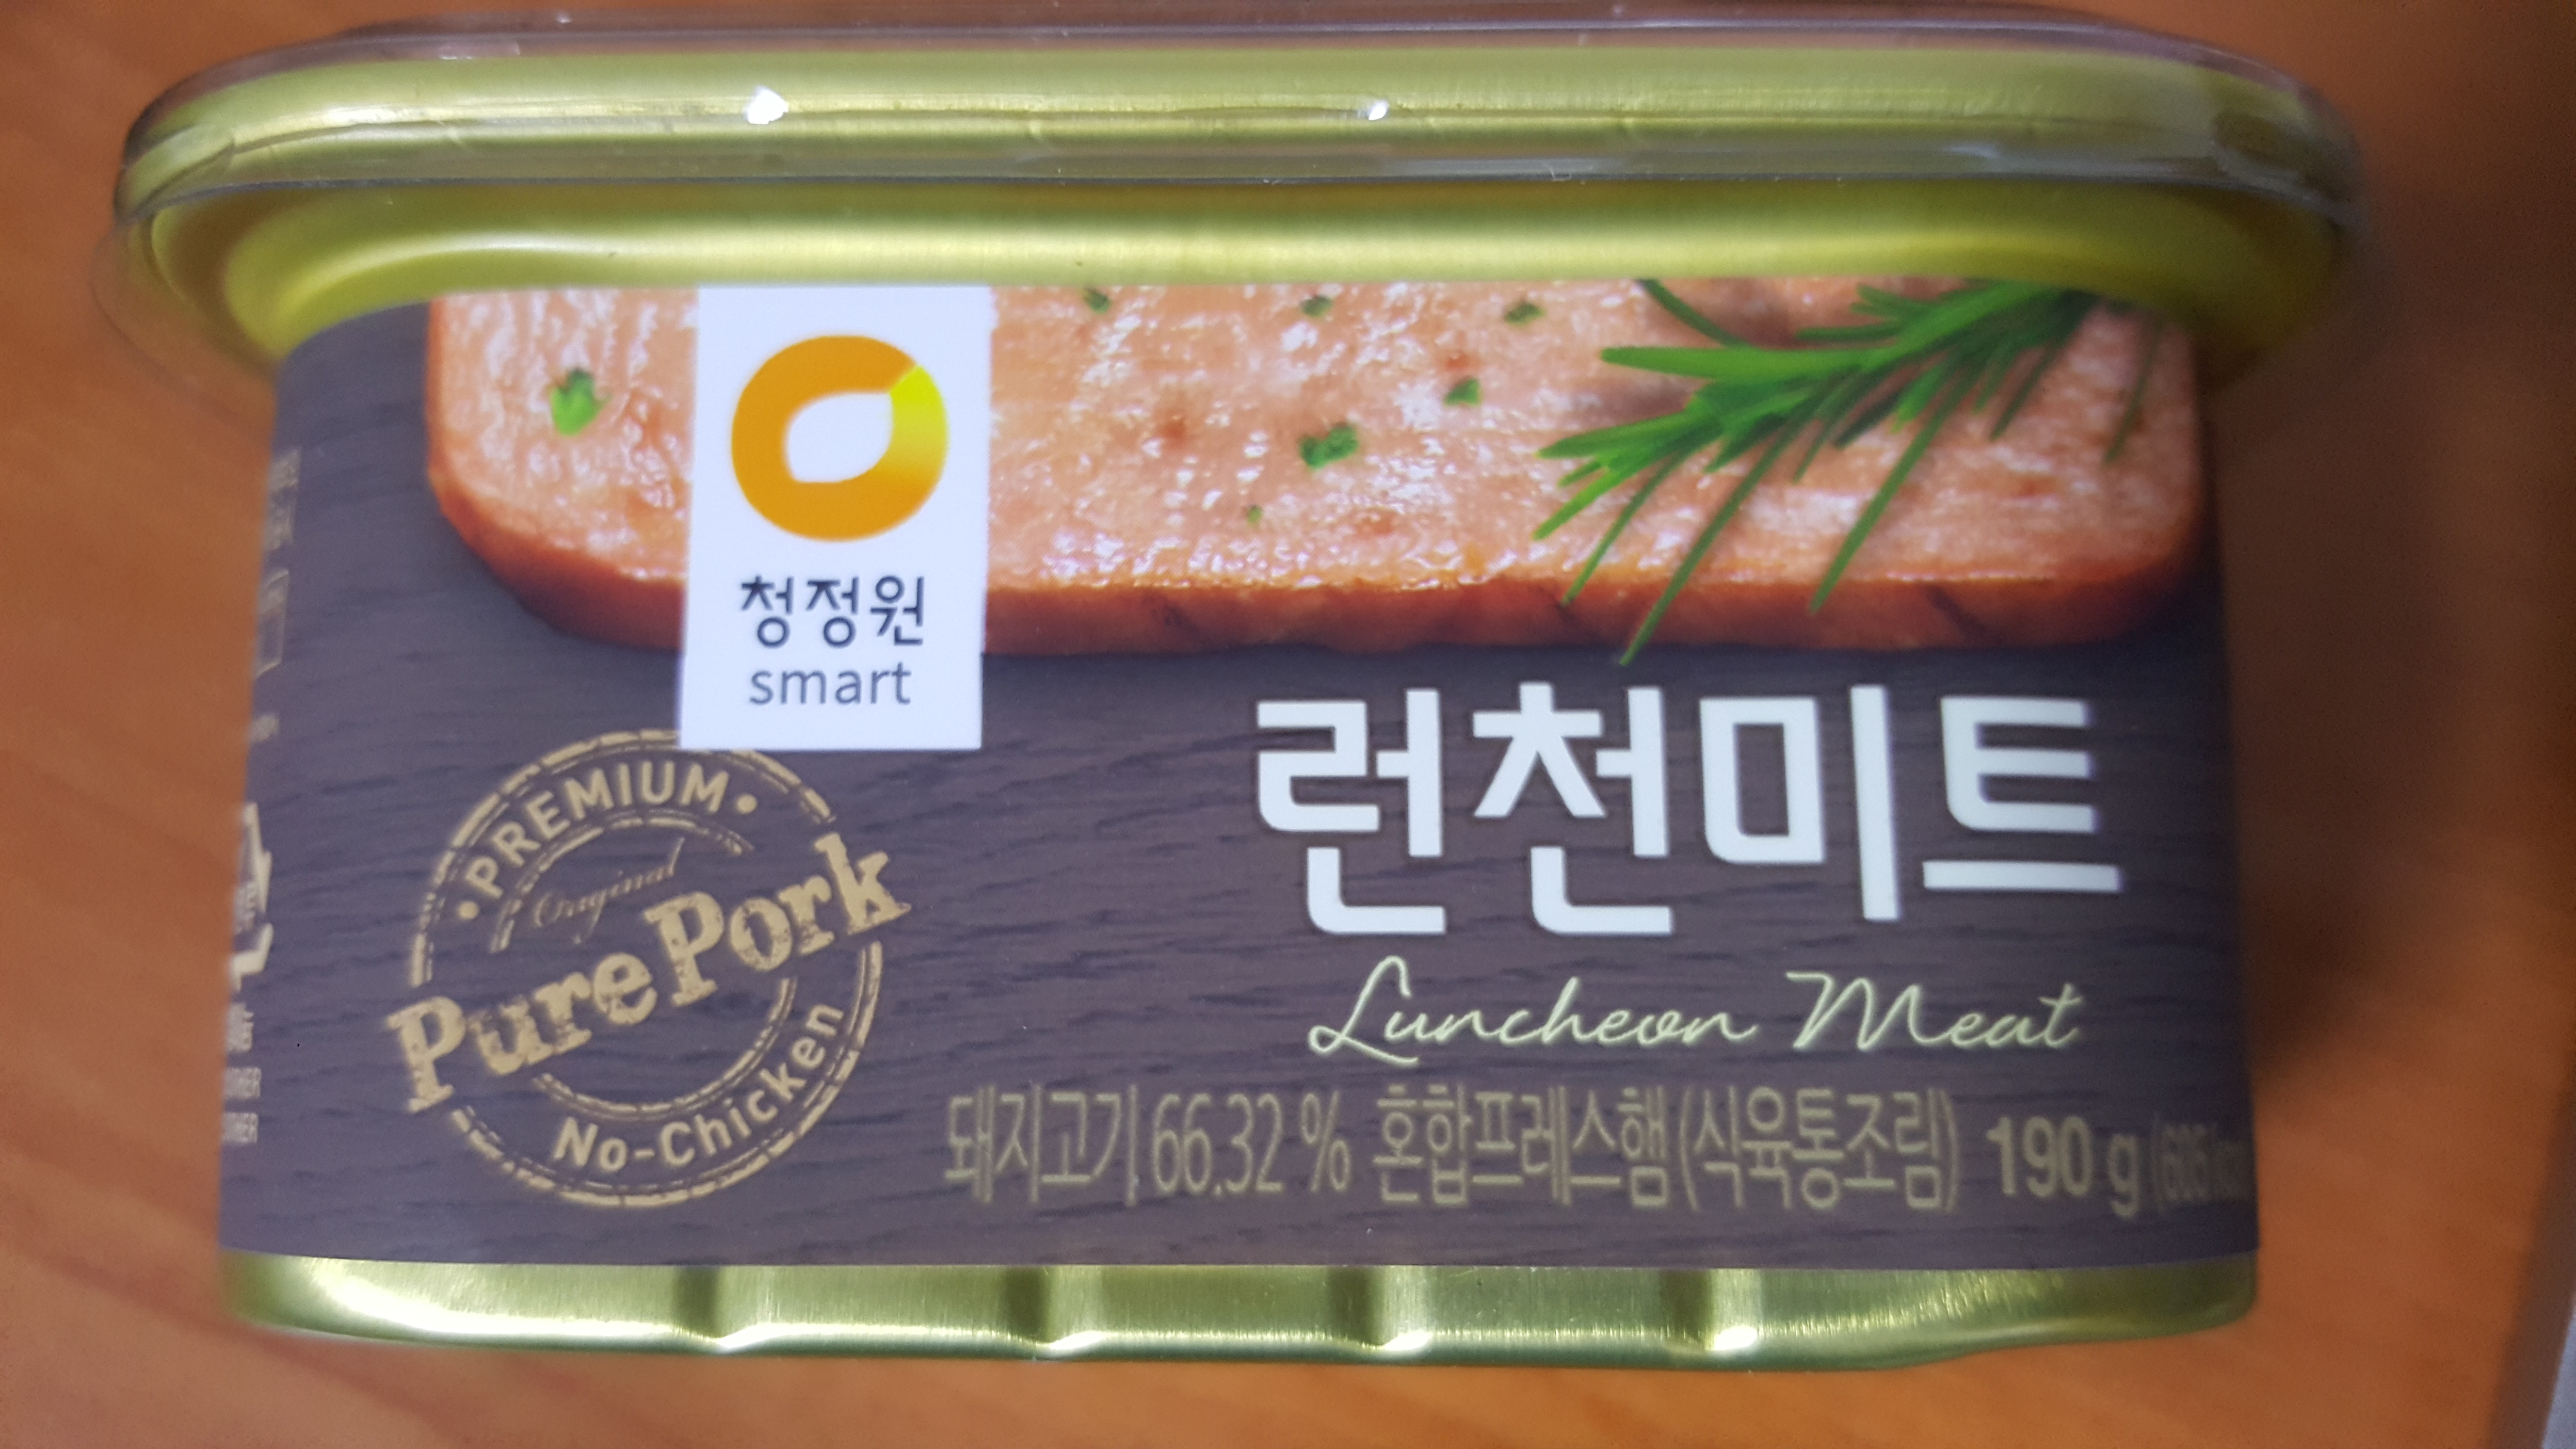 청정원
smart
PREMIUM
Original
Pure Pork
No-Chicken
런천미트
Luncheon Meat
돼지고기 66.32 % 혼합프레스햄(식육통조림) 190 g